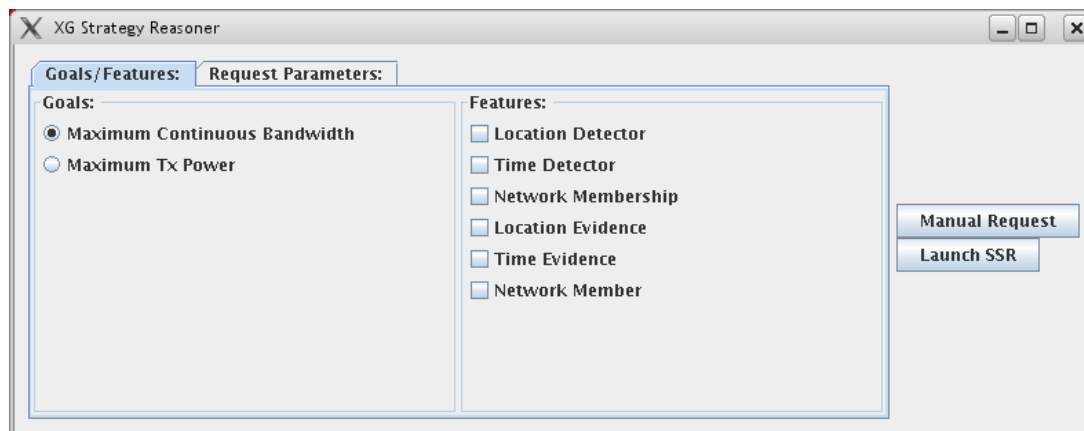 XG Strategy Reasoner
Goals/Features:
Request Parameters:
Goals:
Maximum Continuous Bandwidth
Maximum Tx Power
Features:
Location Detector
Time Detector
Network Membership
Location Evidence
Time Evidence
Network Member
Manual Request
Launch SSR